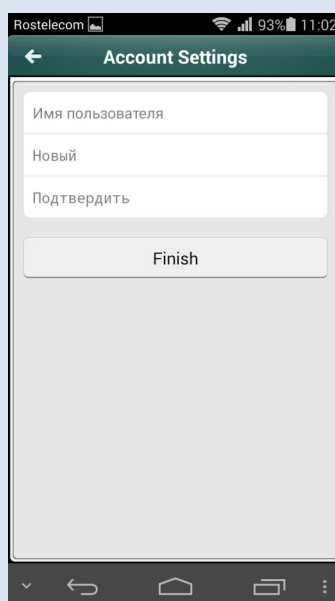 Rostelecom 93% 11:02
Account Settings
Имя пользователя
Новый
Подтвердить
Finish